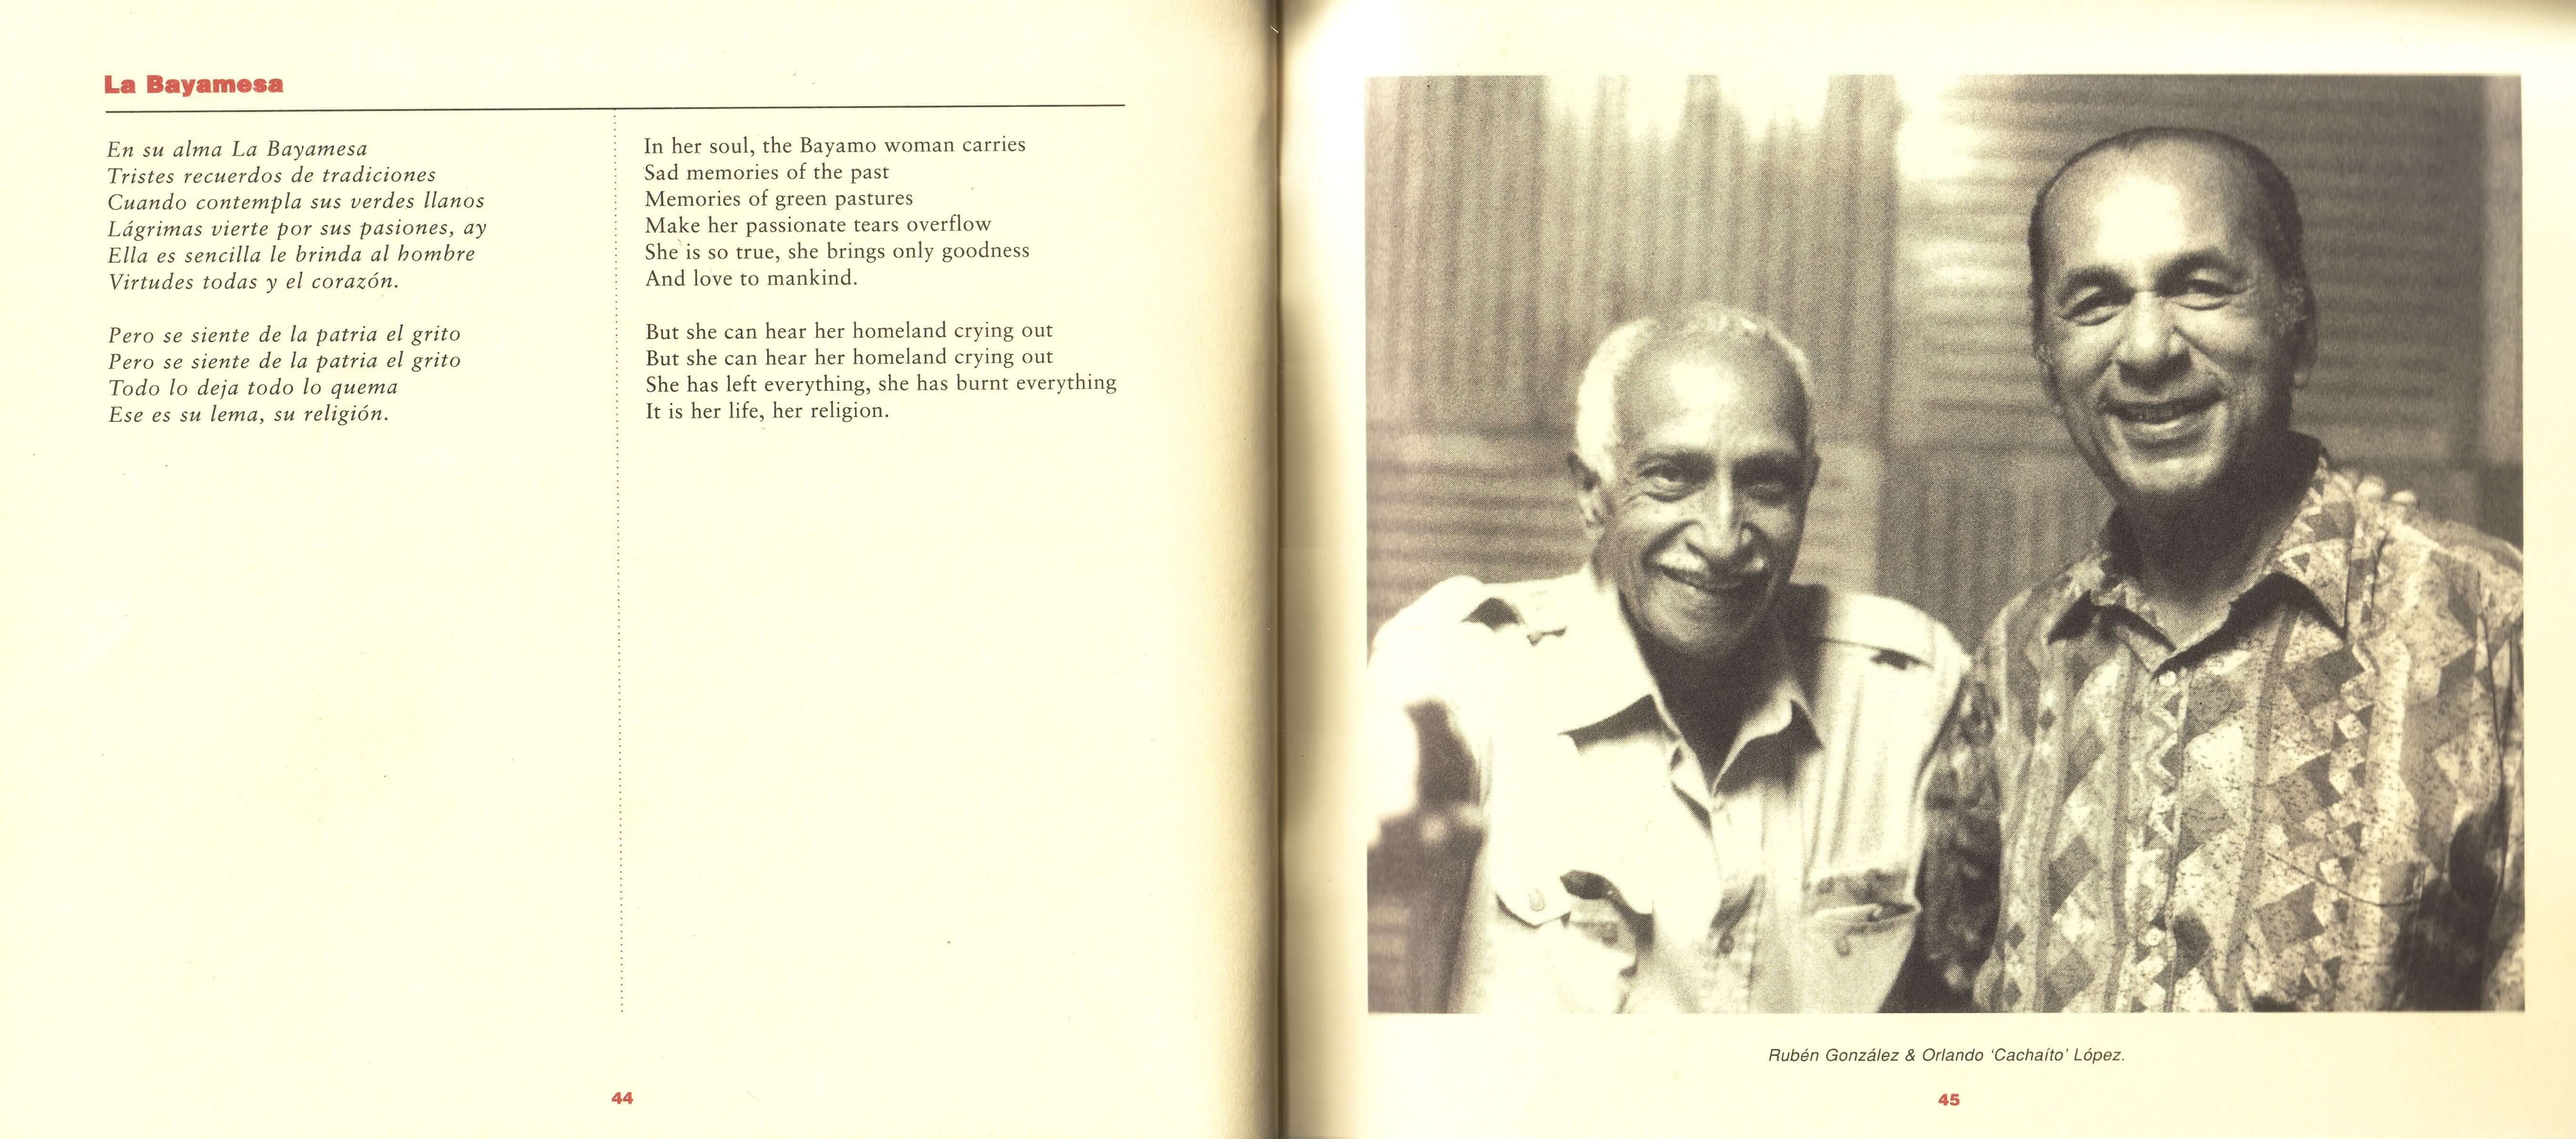 La Bayamesa
En su alma La Bayamesa
Tristes recuerdos de tradiciones
Cuando contempla sus verdes llanos
Lágrimas vierte por sus pasiones, ay
Ella es sencilla le brinda al hombre
Virtudes todas y el corazón.
Pero se siente de la patria el grito
Pero se siente de la patria el grito
Todo lo deja todo lo quema
Ese es su lema, su religión.
In her soul, the Bayamo woman carries
Sad memories of the past
Memories of green pastures
Make her passionate tears overflow
She is so true, she brings only goodness
And love to mankind.
But she can hear her homeland crying out
But she can hear her homeland crying out
She has left everything, she has burnt everything
It is her life, her religion.
44
Rubén González & Orlando ‘Cachaíto’ López.
45